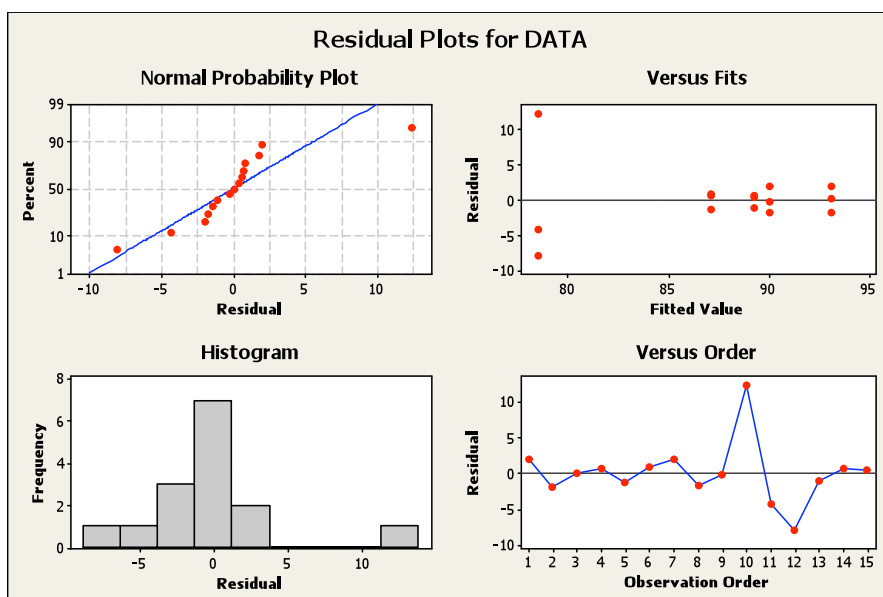 Residual Plots for DATA
Normal Probability Plot
99
90
50
10
1
Percent
-10 -5 0 5 10
Residual
Versus Fits
10
5
0
-5
-10
Residual
80 85 90 95
Fitted Value
Histogram
8
6
4
2
0
Frequency
-5 0 5 10
Residual
Versus Order
10
5
0
-5
-10
Residual
1 2 3 4 5 6 7 8 9 10 11 12 13 14 15
Observation Order